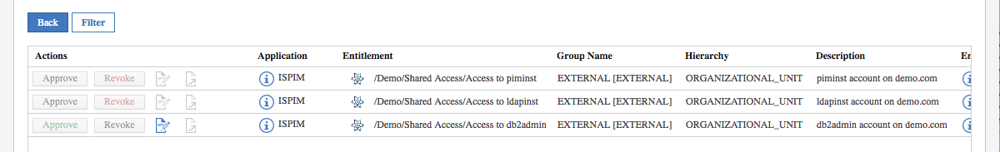 Back Filter
Actions Application Entitlement Group Name Hierarchy Description
Approve Revoke ISPIM /Demo/Shared Access/Access to piminst EXTERNAL [EXTERNAL] ORGANIZATIONAL_UNIT piminst account on demo.com
Approve Revoke ISPIM /Demo/Shared Access/Access to ldapinst EXTERNAL [EXTERNAL] ORGANIZATIONAL_UNIT ldapinst account on demo.com
Approve Revoke ISPIM /Demo/Shared Access/Access to db2admin EXTERNAL [EXTERNAL] ORGANIZATIONAL_UNIT db2admin account on demo.com